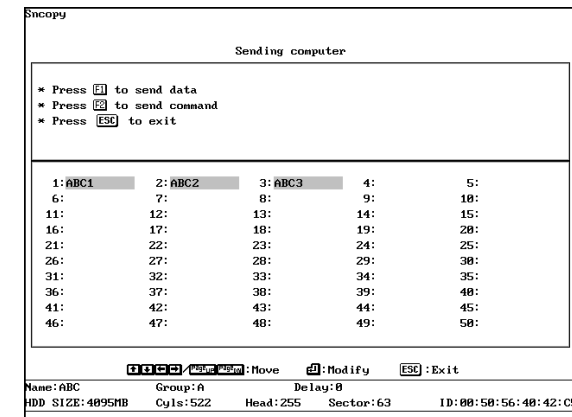 Sncopy
Sending computer
* Press F1 to send data
* Press F2 to send command
* Press ESC to exit
1:ABC1 2:ABC2 3:ABC3 4: 5:
6: 7: 8: 9: 10:
11: 12: 13: 14: 15:
16: 17: 18: 19: 20:
21: 22: 23: 24: 25:
26: 27: 28: 29: 30:
31: 32: 33: 34: 35:
36: 37: 38: 39: 40:
41: 42: 43: 44: 45:
46: 47: 48: 49: 50:
↑↓←→/PageUp PageDn:Move ⏎:Modify ESC:Exit
Name:ABC Group:A Delay:0
HDD SIZE:4095MB Cyls:522 Head:255 Sector:63 ID:00:50:56:40:42:C5